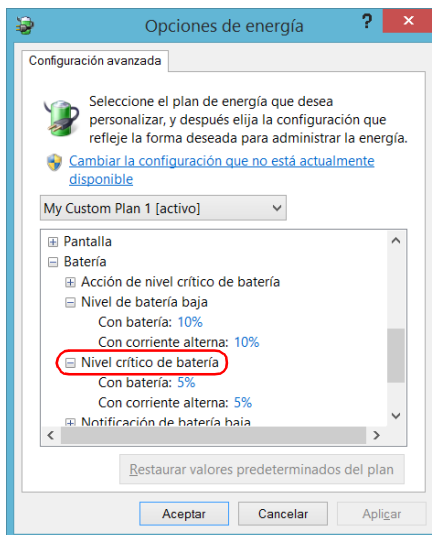 Opciones de energía
Configuración avanzada
Seleccione el plan de energía que desea
personalizar, y después elija la configuración que
refleje la forma deseada para administrar la energía.
Cambiar la configuración que no está actualmente
disponible
My Custom Plan 1 [activo]
Pantalla
Batería
Acción de nivel crítico de batería
Nivel de batería baja
Con batería: 10%
Con corriente alterna: 10%
Nivel crítico de batería
Con batería: 5%
Con corriente alterna: 5%
Notificación de batería baja
Restaurar valores predeterminados del plan
Aceptar Cancelar Aplicar